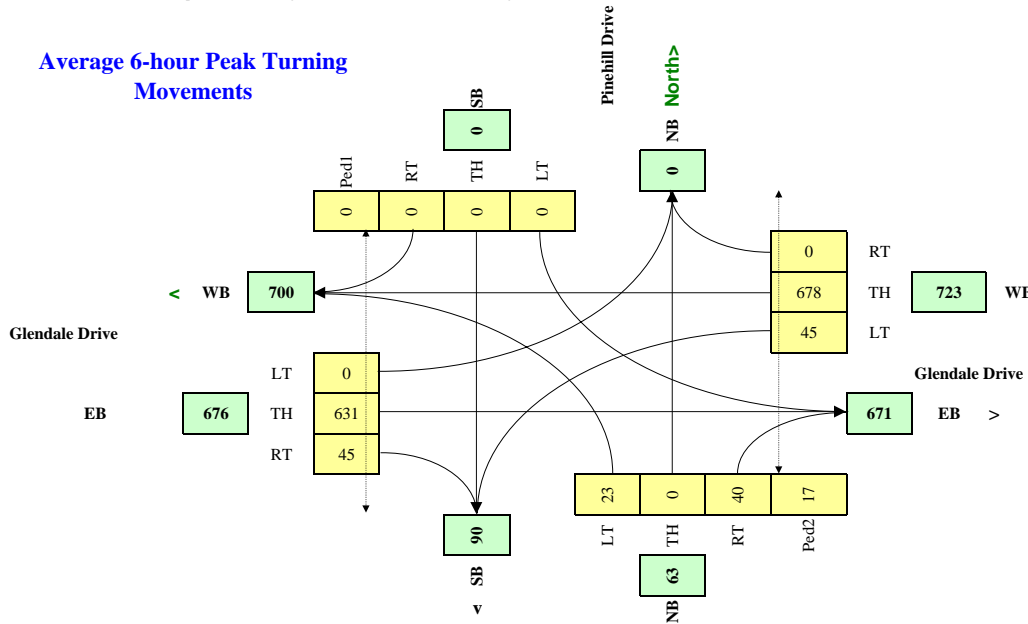 Average 6-hour Peak Turning
Movements
Pinehill Drive
North>
SB
0
NB
0
Ped1
RT
TH
LT
0
0
0
0
0 RT
< WB 700
678 TH 723 WB
45 LT
Glendale Drive
LT 0
Glendale Drive
EB 676 TH 631
671 EB >
RT 45
23
0
40
17
LT
TH
RT
Ped2
90
SB
v
63
NB